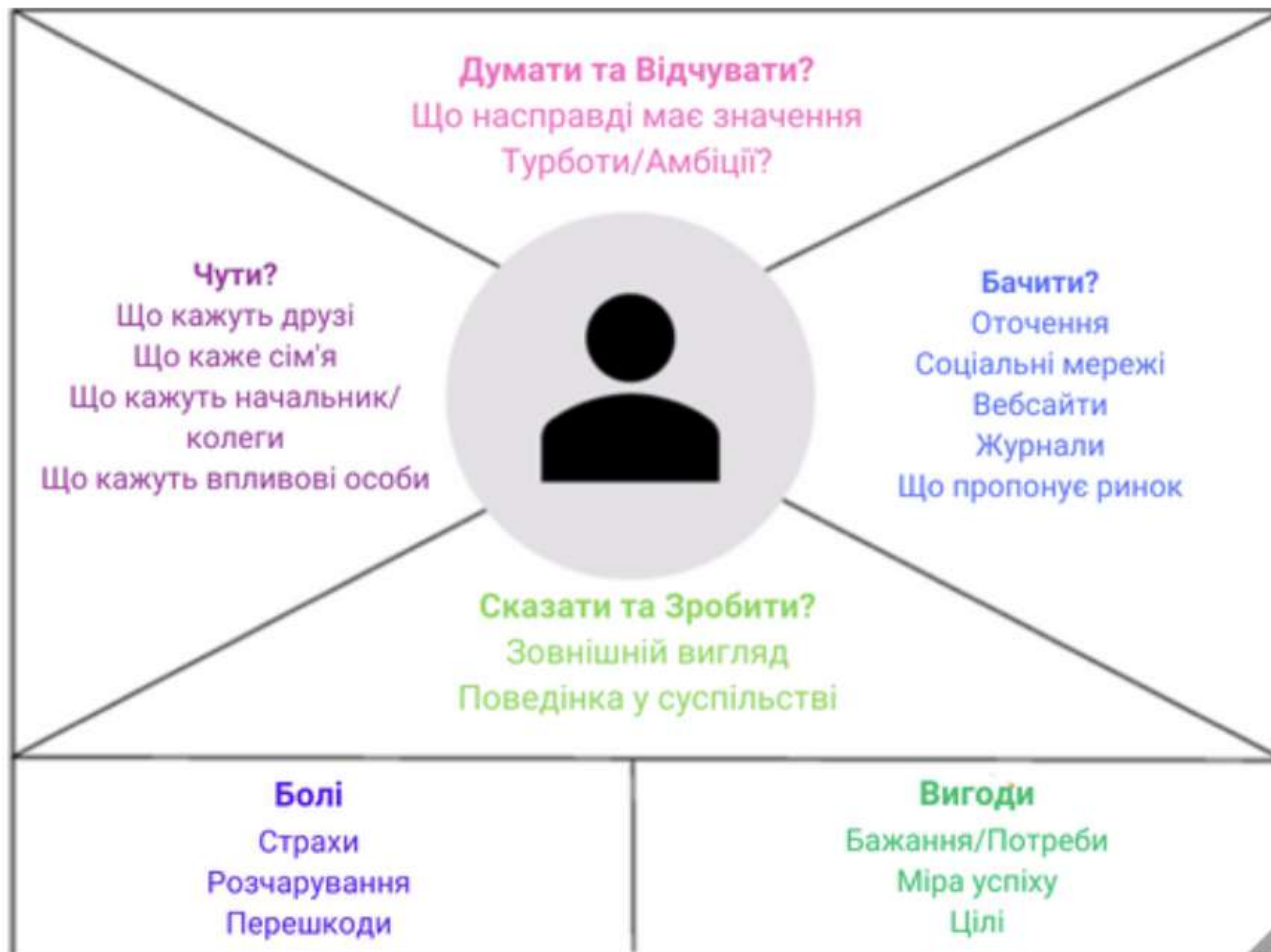 Думати та Відчувати?
Що насправді має значення
Турботи/Амбіції?
Чути?
Що кажуть друзі
Що каже сім'я
Що кажуть начальник/
колеги
Що кажуть впливові особи
Бачити?
Оточення
Соціальні мережі
Вебсайти
Журнали
Що пропонує ринок
Сказати та Зробити?
Зовнішній вигляд
Поведінка у суспільстві
Болі
Страхи
Розчарування
Перешкоди
Вигоди
Бажання/Потреби
Міра успіху
Цілі